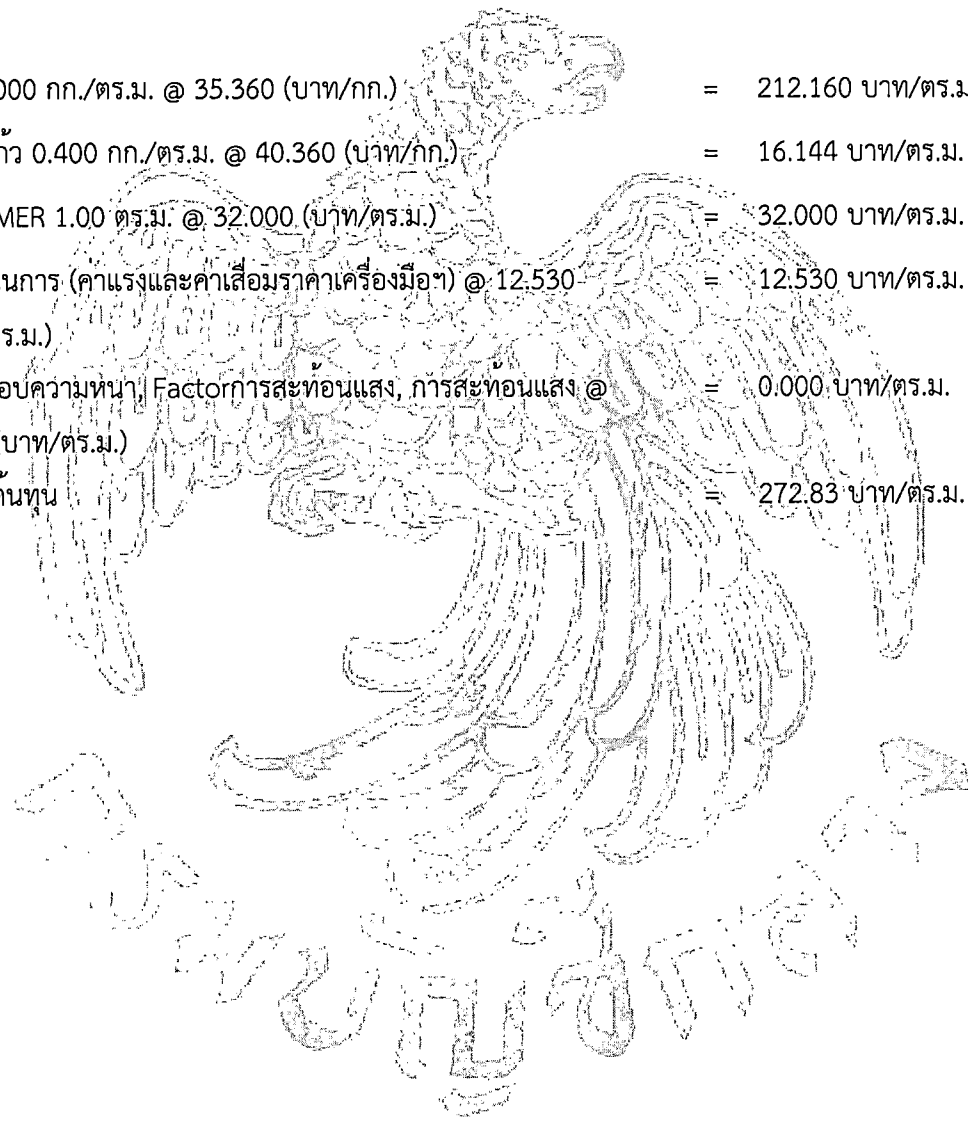 000 กก./ตร.ม. @ 35.360 (บาท/กก.) = 212.160 บาท/ตร.ม
ก้ว 0.400 กก./ตร.ม. @ 40.360 (บาท/กก.) = 16.144 บาท/ตร.ม.
MER 1.00 ตร.ม. @ 32.000 (บาท/ตร.ม.) = 32.000 บาท/ตร.ม.
นการ (ค่าแรงและค่าเสื่อมราคาเครื่องมือฯ) @ 12.530 = 12.530 บาท/ตร.ม.
ร.ม.)
อบความหนา, Factorการสะท้อนแสง, การสะท้อนแสง @ = 0.000 บาท/ตร.ม.
บาท/ตร.ม.)
้นทุน = 272.83 บาท/ตร.ม.